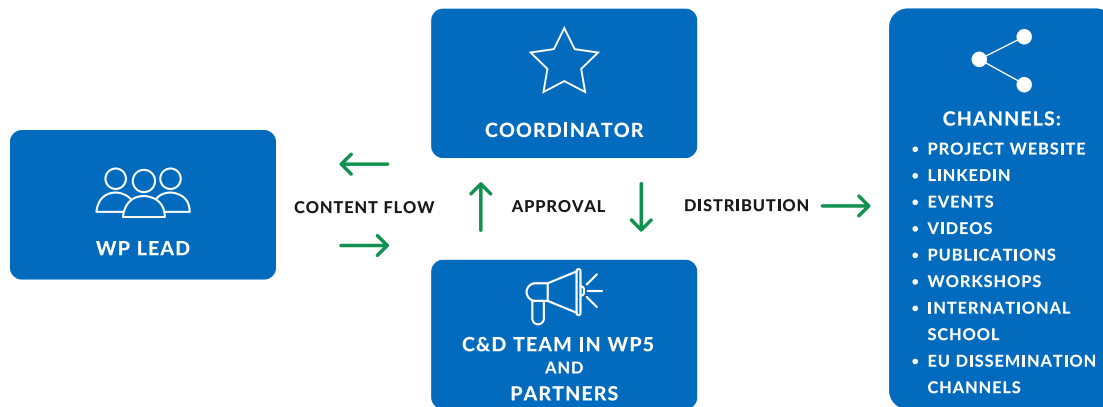 WP LEAD
CONTENT FLOW
COORDINATOR
APPROVAL
C&D TEAM IN WP5
AND
PARTNERS
DISTRIBUTION
CHANNELS:
• PROJECT WEBSITE
• LINKEDIN
• EVENTS
• VIDEOS
• PUBLICATIONS
• WORKSHOPS
• INTERNATIONAL
SCHOOL
• EU DISSEMINATION
CHANNELS